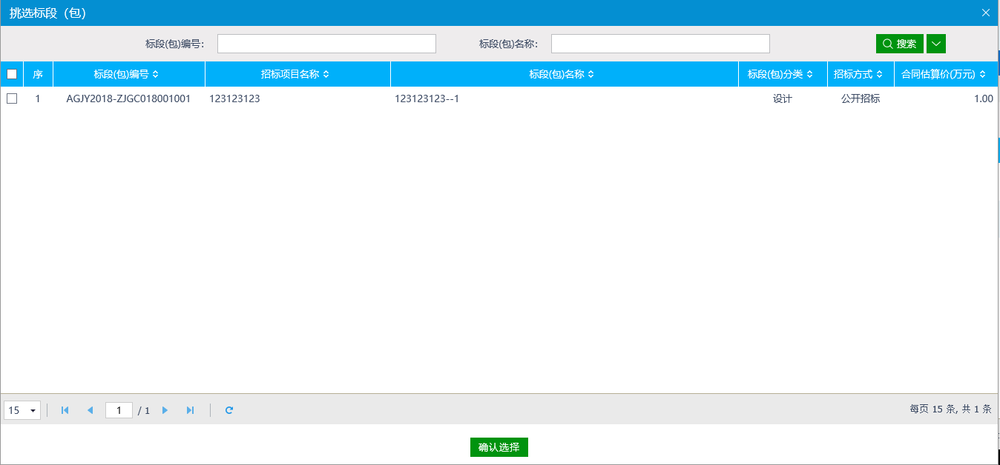 挑选标段（包）
标段(包)编号： 标段(包)名称： 搜索
序 标段(包)编号 招标项目名称 标段(包)名称 标段(包)分类 招标方式 合同估算价(万元)
1 AGJY2018-ZJGC018001001 123123123 123123123--1 设计 公开招标 1.00
15 1 / 1 每页 15 条, 共 1 条
确认选择